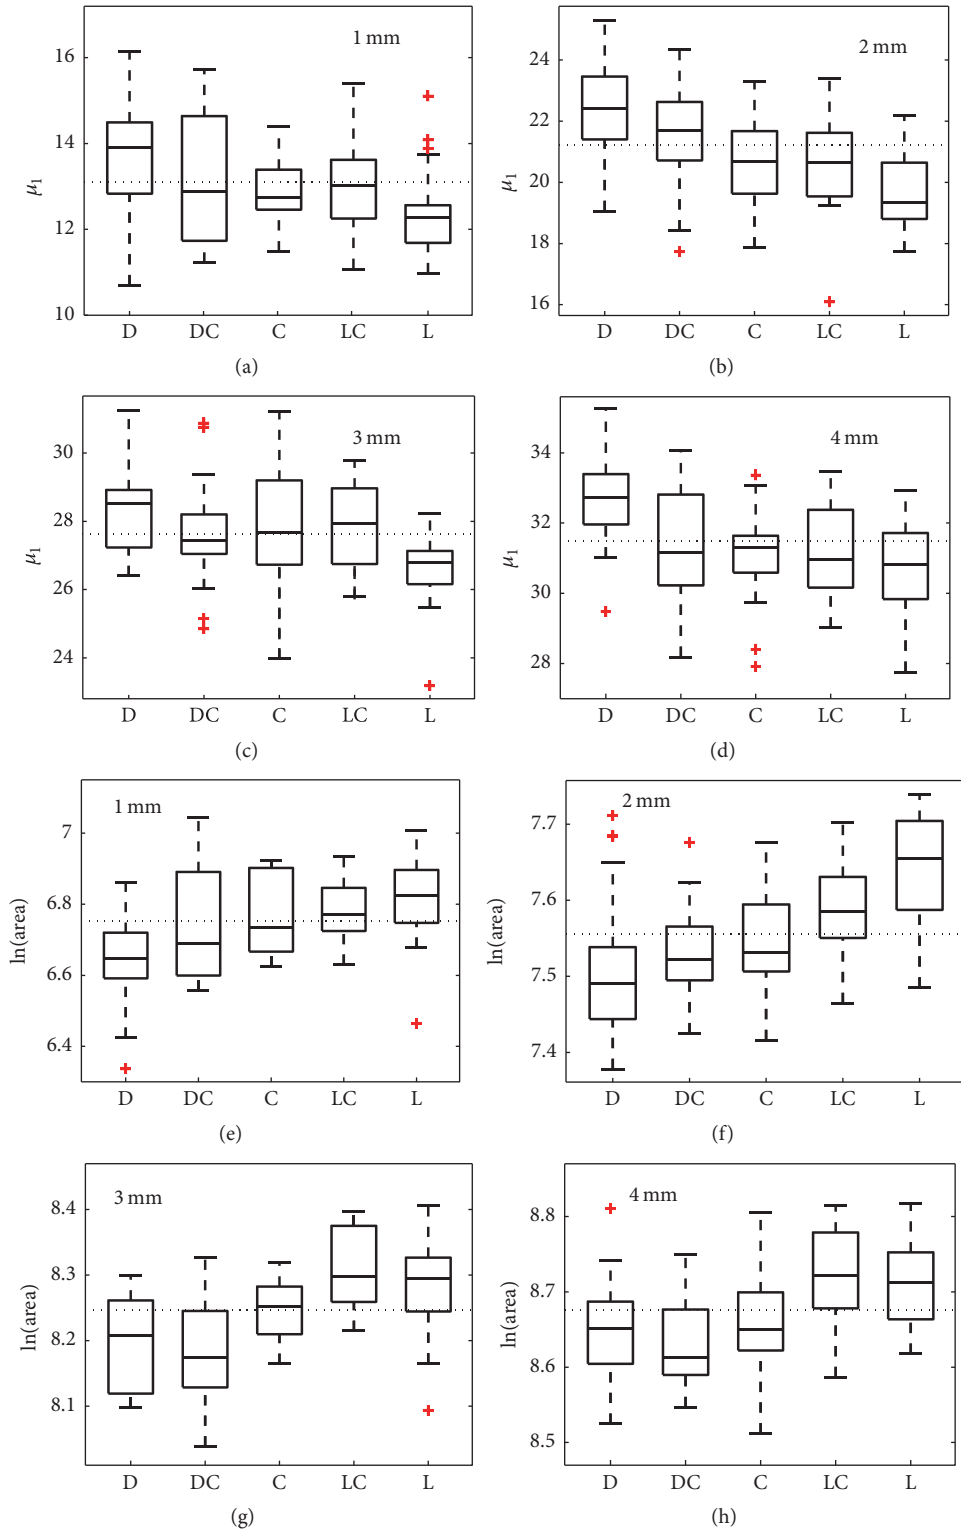 1 mm
16
14
12
10
μ1
D DC C LC L
(a)
2 mm
24
22
20
18
16
μ1
D DC C LC L
(b)
3 mm
30
28
26
24
μ1
D DC C LC L
(c)
4 mm
34
32
30
28
μ1
D DC C LC L
(d)
1 mm
7
6.8
6.6
6.4
ln(area)
D DC C LC L
(e)
2 mm
7.7
7.6
7.5
7.4
ln(area)
D DC C LC L
(f)
3 mm
8.4
8.3
8.2
8.1
ln(area)
D DC C LC L
(g)
4 mm
8.8
8.7
8.6
8.5
ln(area)
D DC C LC L
(h)